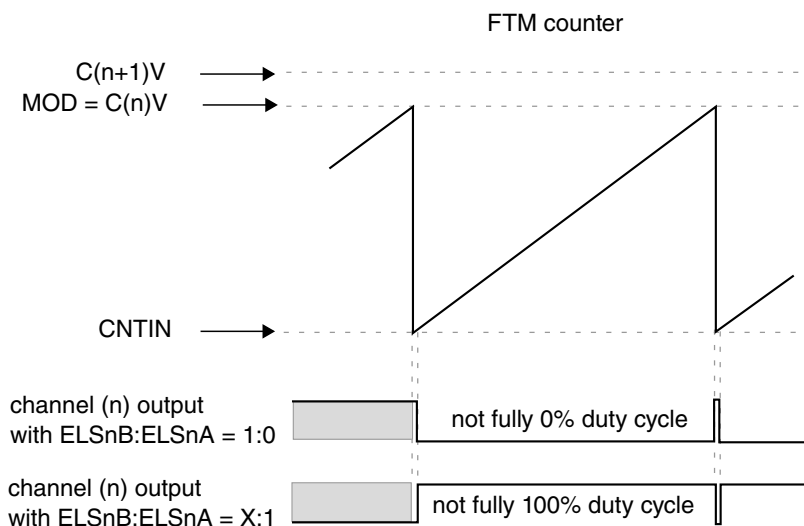 FTM counter
C(n+1)V
MOD = C(n)V
CNTIN
channel (n) output
with ELSnB:ELSnA = 1:0
not fully 0% duty cycle
channel (n) output
with ELSnB:ELSnA = X:1
not fully 100% duty cycle